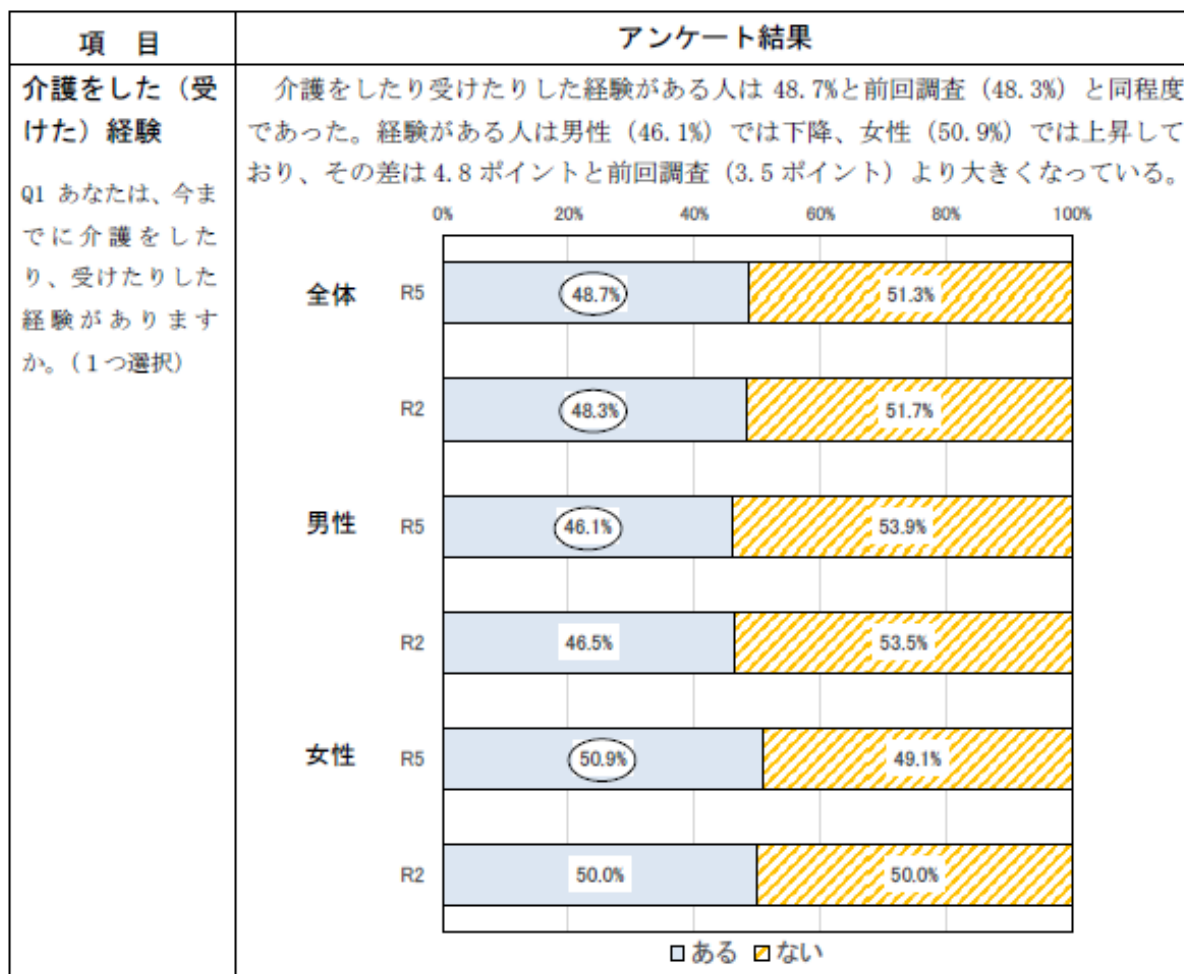 項　目
アンケート結果
介護をした（受
けた）経験
Q1 あなたは、今ま
でに介護をした
り、受けたりした
経験があります
か。（１つ選択）
介護をしたり受けたりした経験がある人は 48.7%と前回調査（48.3%）と同程度
であった。経験がある人は男性（46.1%）では下降、女性（50.9%）では上昇して
おり、その差は 4.8 ポイントと前回調査（3.5 ポイント）より大きくなっている。
0% 20% 40% 60% 80% 100%
全体 R5 48.7% 51.3%
R2 48.3% 51.7%
男性 R5 46.1% 53.9%
R2 46.5% 53.5%
女性 R5 50.9% 49.1%
R2 50.0% 50.0%
ある ない